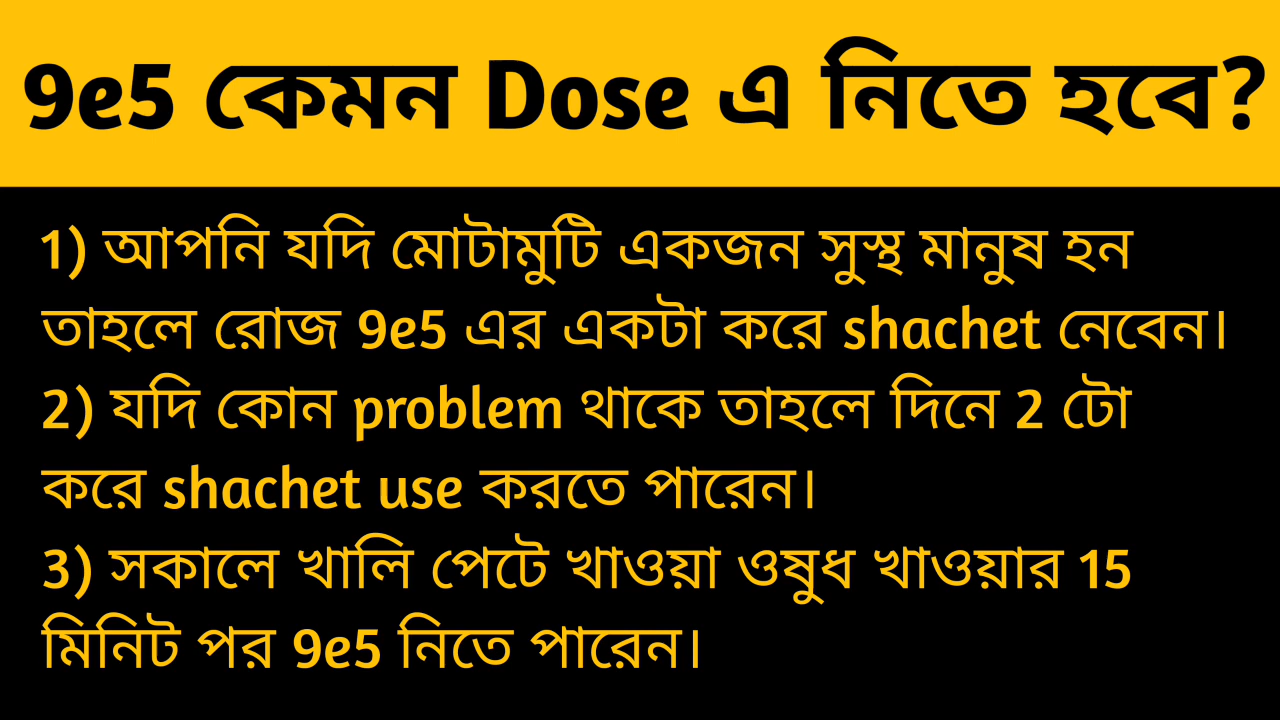 9e5 কেমন Dose এ নিতে হবে?
1) আপনি যদি মোটামুটি একজন সুস্থ মানুষ হন
তাহলে রোজ 9e5 এর একটা করে shachet নেবেন।
2) যদি কোন problem থাকে তাহলে দিনে 2 টো
করে shachet use করতে পারেন।
3) সকালে খালি পেটে খাওয়া ওষুধ খাওয়ার 15
মিনিট পর 9e5 নিতে পারেন।